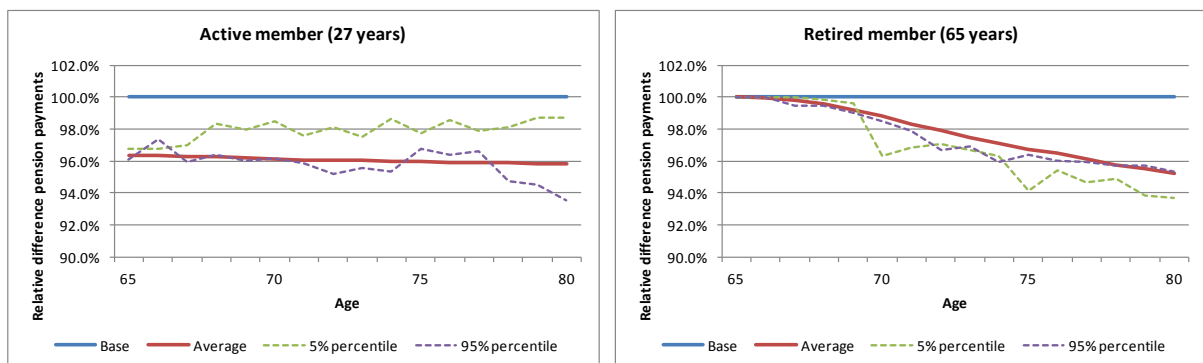 Active member (27 years)
Relative difference pension payments
102.0%
100.0%
98.0%
96.0%
94.0%
92.0%
90.0%
65 70 75 80
Age
Base Average 5% percentile 95% percentile
Retired member (65 years)
Relative difference pension payments
102.0%
100.0%
98.0%
96.0%
94.0%
92.0%
90.0%
65 70 75 80
Age
Base Average 5% percentile 95% percentile